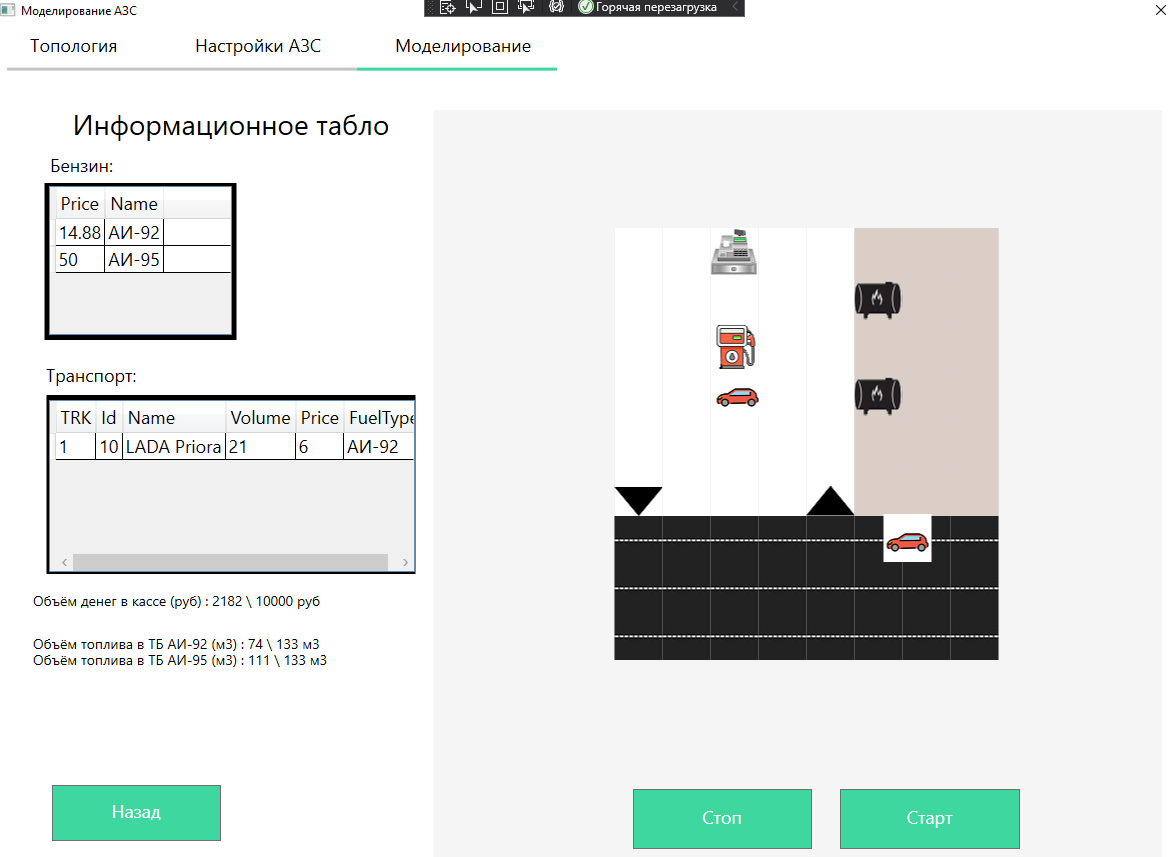 Моделирование АЗС
Горячая перезагрузка
Топология Настройки АЗС Моделирование
Информационное табло
Бензин:
Price Name
14.88 АИ-92
50 АИ-95
Транспорт:
TRK Id Name Volume Price FuelType
1 10 LADA Priora 21 6 АИ-92
Объём денег в кассе (руб) : 2182 \ 10000 руб
Объём топлива в ТБ АИ-92 (м3) : 74 \ 133 м3
Объём топлива в ТБ АИ-95 (м3) : 111 \ 133 м3
Назад
Стоп
Старт